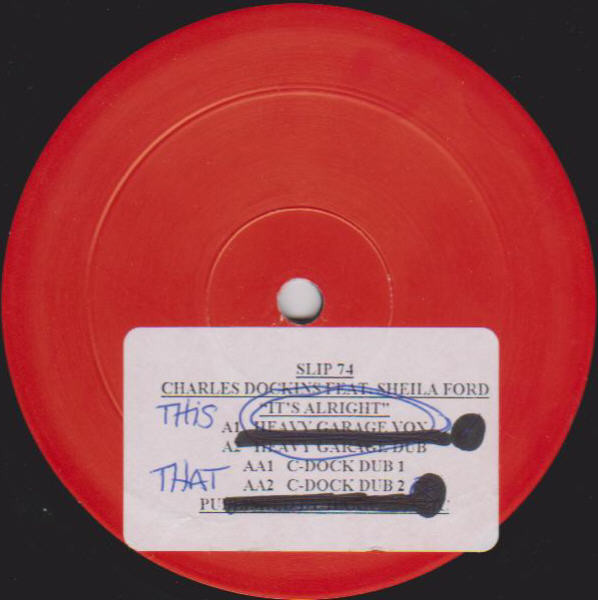 SLIP 74
CHARLES DOCKINS FEAT. SHEILA FORD
THIS "IT'S ALRIGHT"
A1 HEAVY GARAGE VOX
A2 HEAVY GARAGE DUB
THAT AA1 C-DOCK DUB 1
AA2 C-DOCK DUB 2